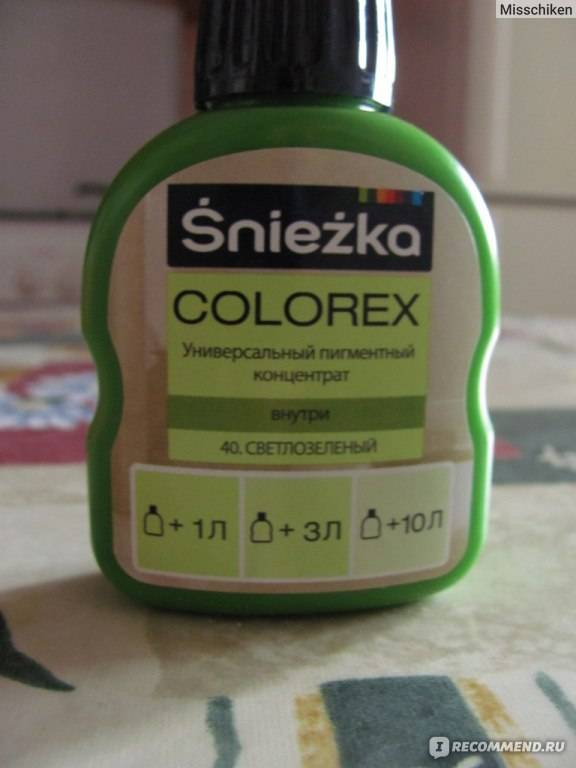 Misschiken
Śnieżka
COLOREX
Универсальный пигментный
концентрат
внутри
40. СВЕТЛОЗЕЛЕНЫЙ
+ 1Л + 3Л +10Л
I RECOMMEND.RU